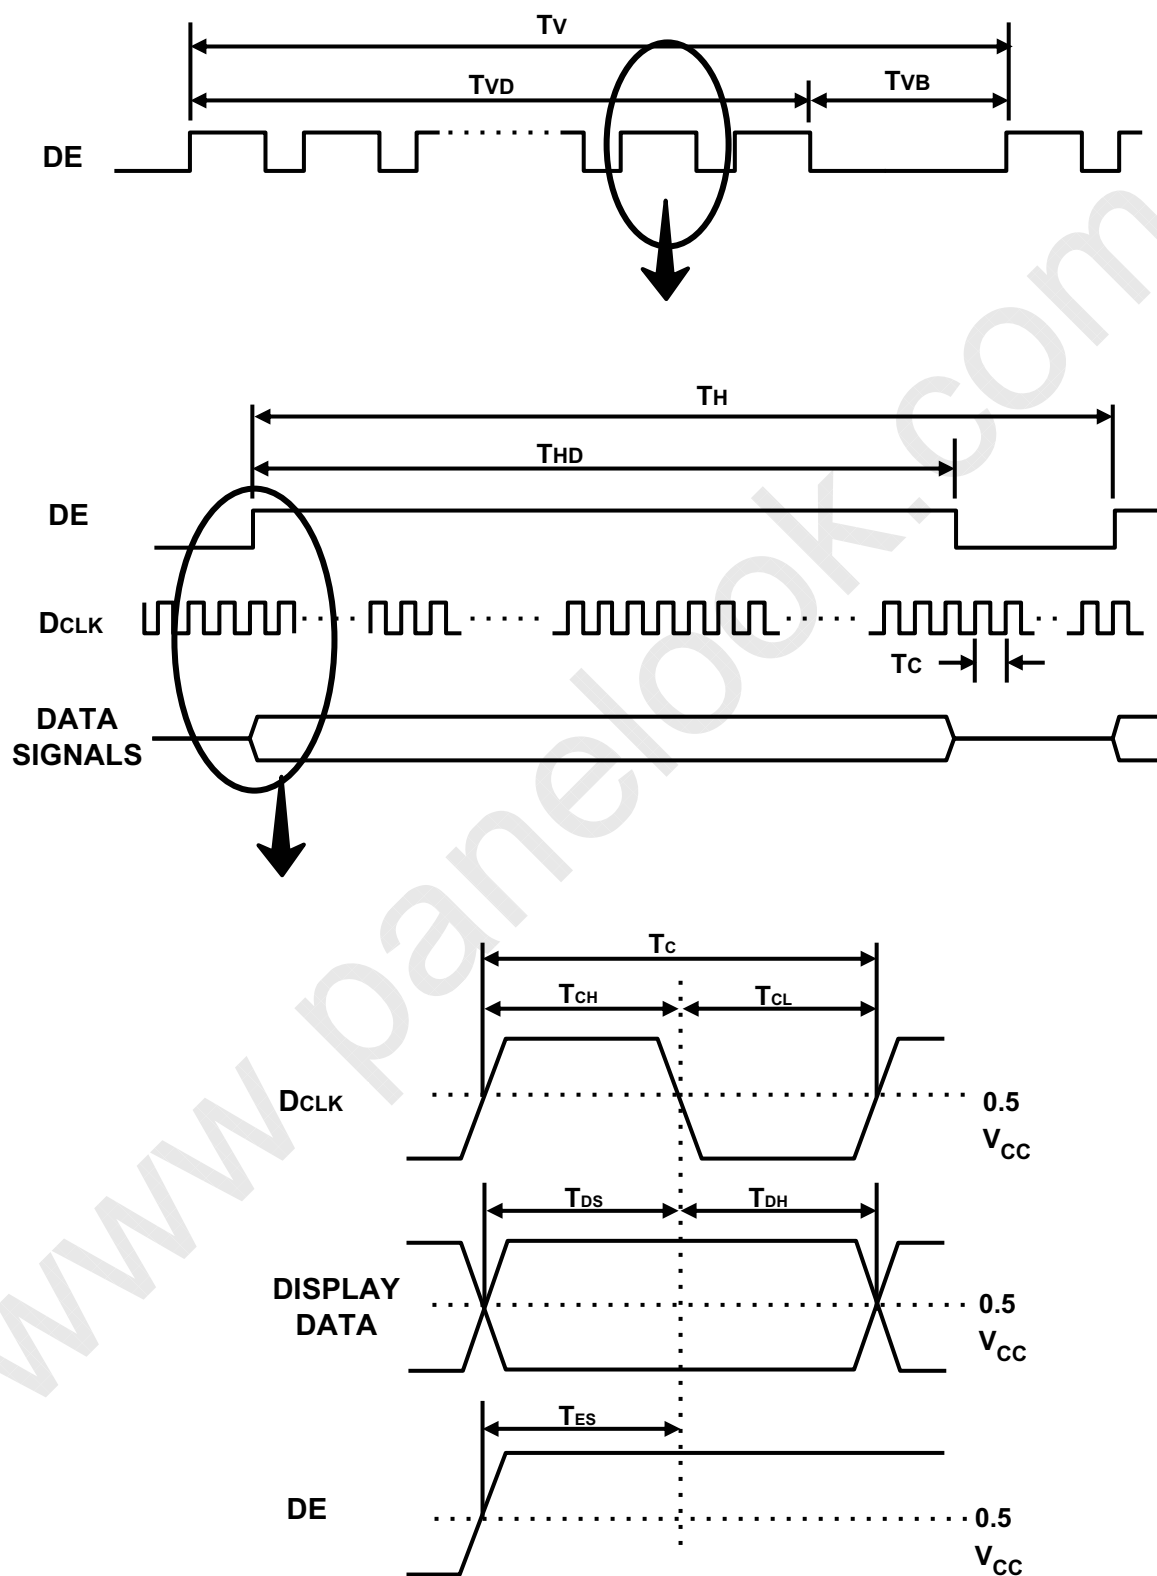 TV
TVD
TVB
DE
TH
THD
DE
DCLK
TC
DATA
SIGNALS
TC
TCH
TCL
DCLK
0.5
VCC
TDS
TDH
DISPLAY
DATA
0.5
VCC
TES
DE
0.5
VCC
www.panelook.com